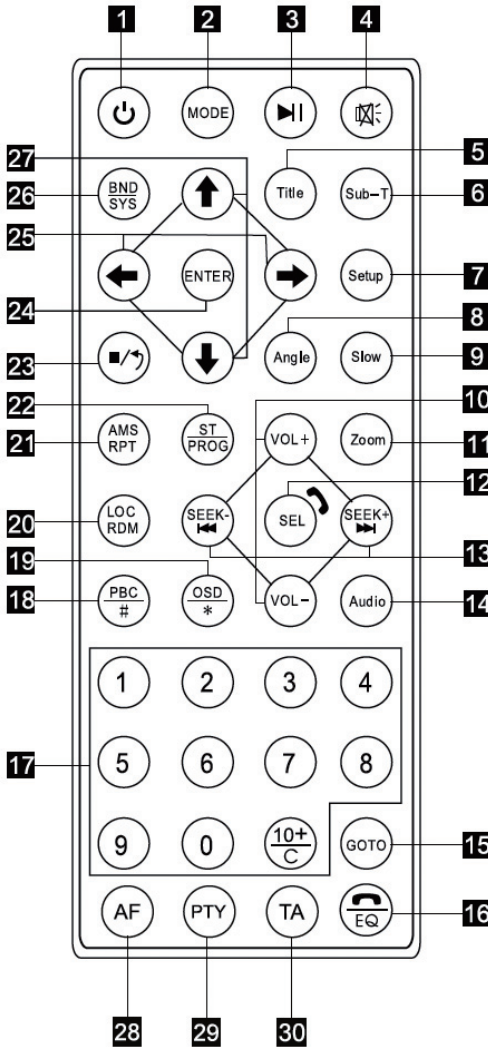 1 2 3 4
MODE
5
27
26 BND Title Sub-T 6
SYS
25
ENTER Setup 7
24
8
23 Angle Slow 9
22
10
21 AMS ST VOL+ Zoom 11
RPT PROG
12
20 LOC SEEK- SEL SEEK+
RDM
19 13
18 PBC OSD VOL- Audio 14
# *
1 2 3 4
17 5 6 7 8
9 0 10+ GOTO 15
C
AF PTY TA EQ 16
28 29 30